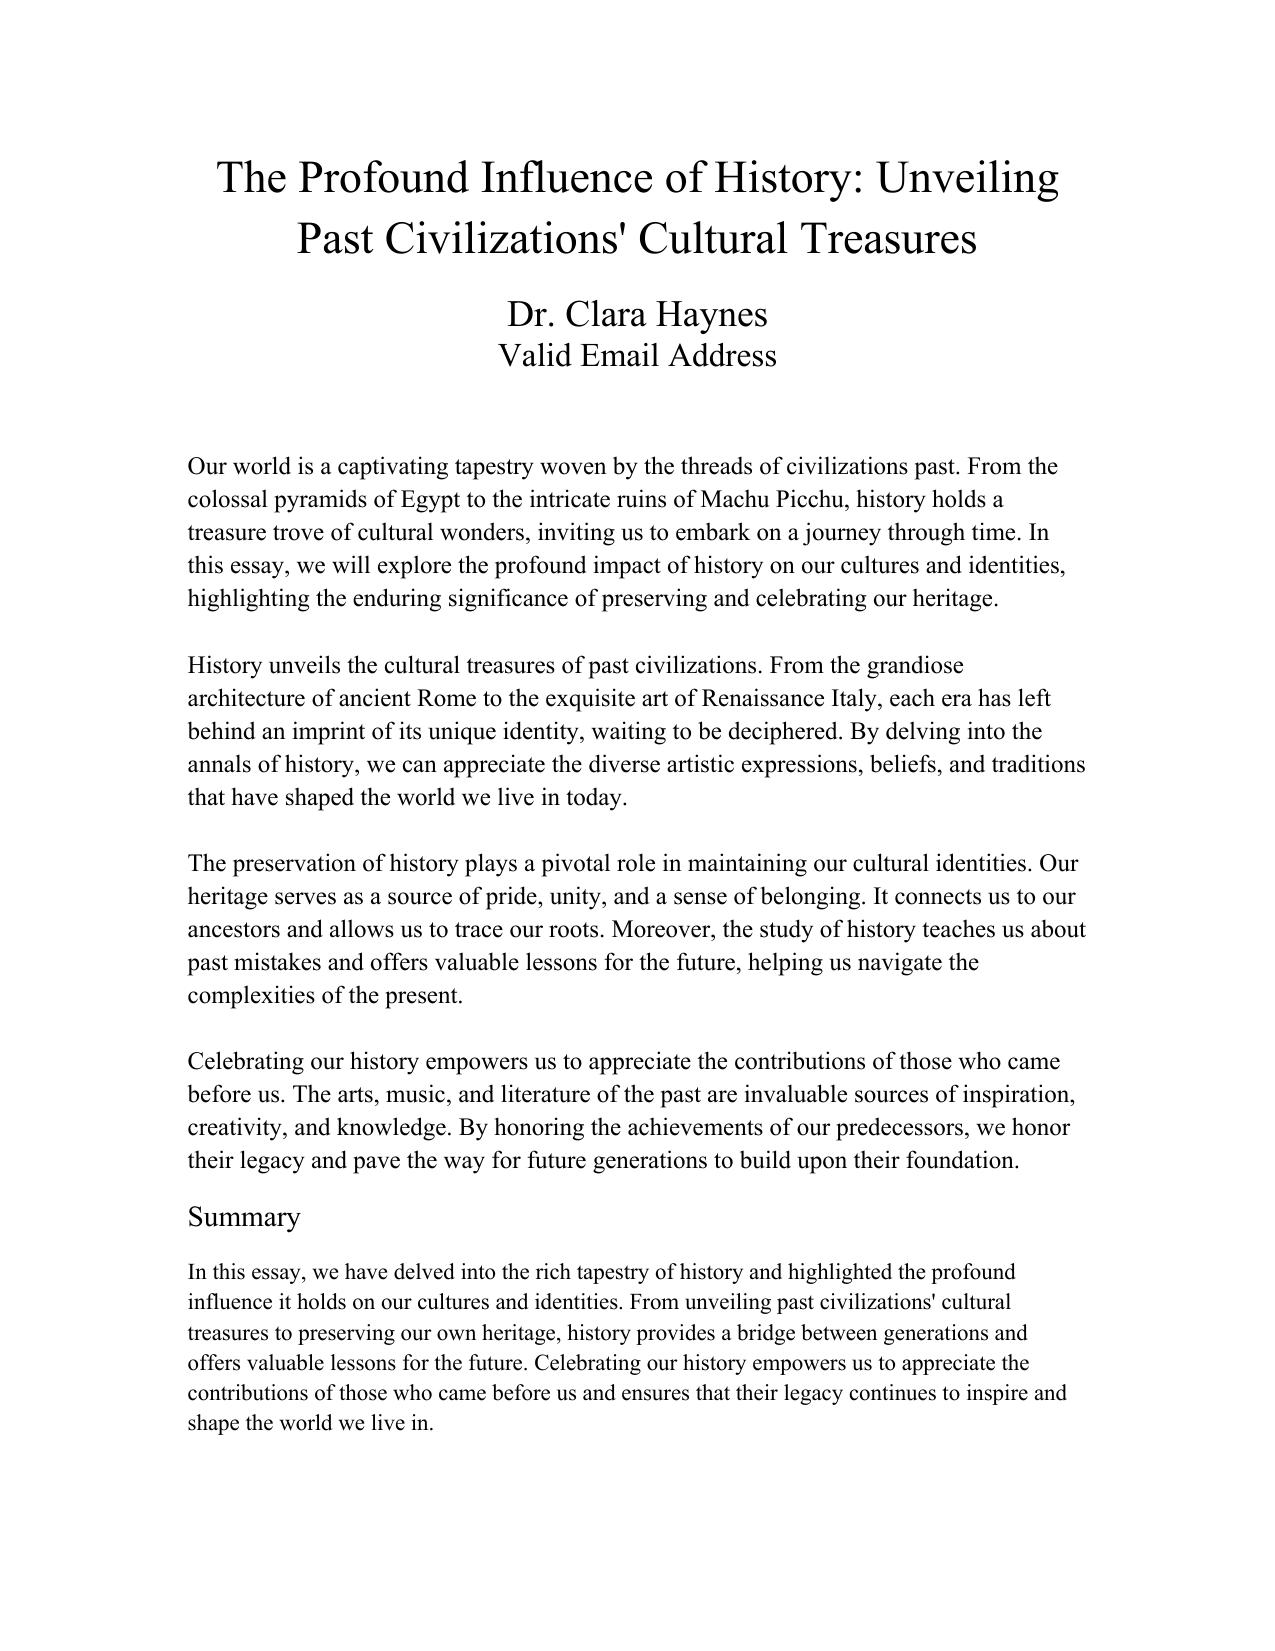 The Profound Influence of History: Unveiling
Past Civilizations' Cultural Treasures
Dr. Clara Haynes
Valid Email Address
Our world is a captivating tapestry woven by the threads of civilizations past. From the
colossal pyramids of Egypt to the intricate ruins of Machu Picchu, history holds a
treasure trove of cultural wonders, inviting us to embark on a journey through time. In
this essay, we will explore the profound impact of history on our cultures and identities,
highlighting the enduring significance of preserving and celebrating our heritage.
History unveils the cultural treasures of past civilizations. From the grandiose
architecture of ancient Rome to the exquisite art of Renaissance Italy, each era has left
behind an imprint of its unique identity, waiting to be deciphered. By delving into the
annals of history, we can appreciate the diverse artistic expressions, beliefs, and traditions
that have shaped the world we live in today.
The preservation of history plays a pivotal role in maintaining our cultural identities. Our
heritage serves as a source of pride, unity, and a sense of belonging. It connects us to our
ancestors and allows us to trace our roots. Moreover, the study of history teaches us about
past mistakes and offers valuable lessons for the future, helping us navigate the
complexities of the present.
Celebrating our history empowers us to appreciate the contributions of those who came
before us. The arts, music, and literature of the past are invaluable sources of inspiration,
creativity, and knowledge. By honoring the achievements of our predecessors, we honor
their legacy and pave the way for future generations to build upon their foundation.
Summary
In this essay, we have delved into the rich tapestry of history and highlighted the profound
influence it holds on our cultures and identities. From unveiling past civilizations' cultural
treasures to preserving our own heritage, history provides a bridge between generations and
offers valuable lessons for the future. Celebrating our history empowers us to appreciate the
contributions of those who came before us and ensures that their legacy continues to inspire and
shape the world we live in.